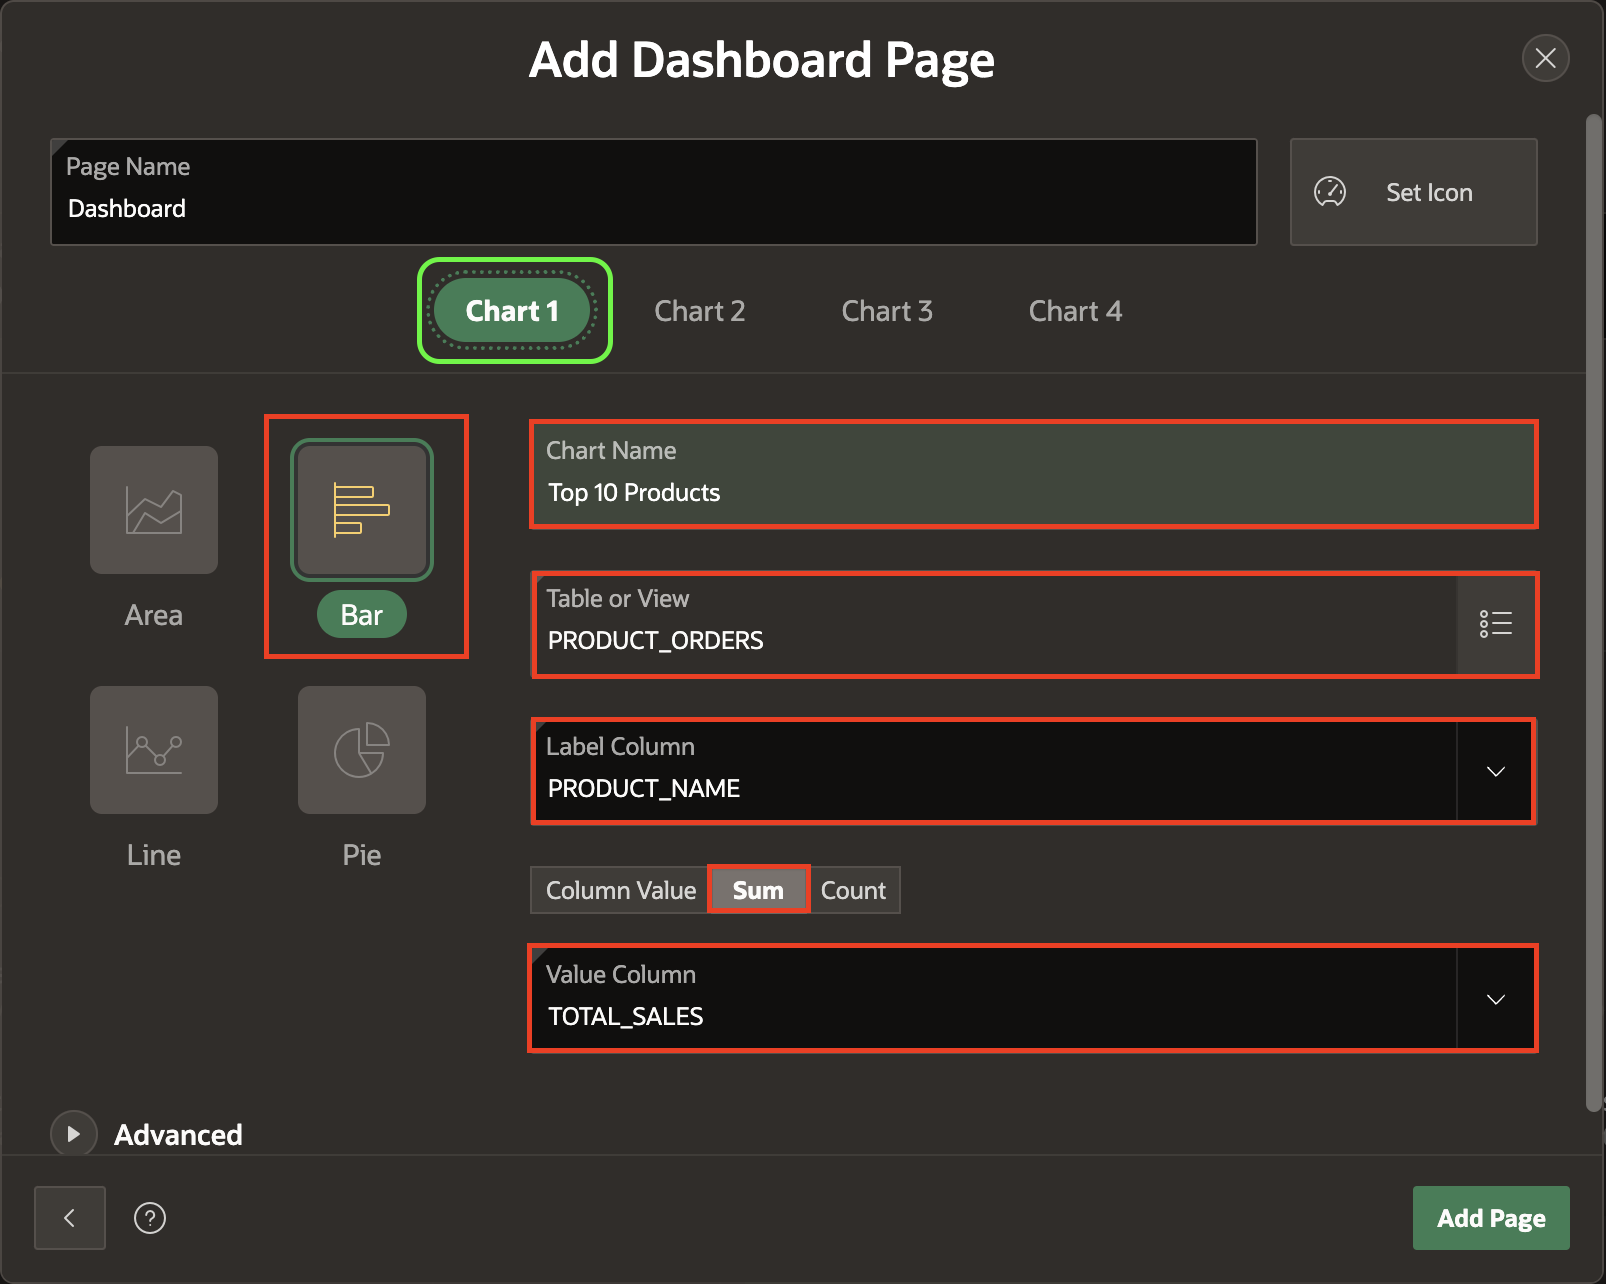 Add Dashboard Page
Page Name
Dashboard
Set Icon
Chart 1
Chart 2
Chart 3
Chart 4
Area
Bar
Line
Pie
Chart Name
Top 10 Products
Table or View
PRODUCT_ORDERS
Label Column
PRODUCT_NAME
Column Value
Sum
Count
Value Column
TOTAL_SALES
Advanced
?
Add Page